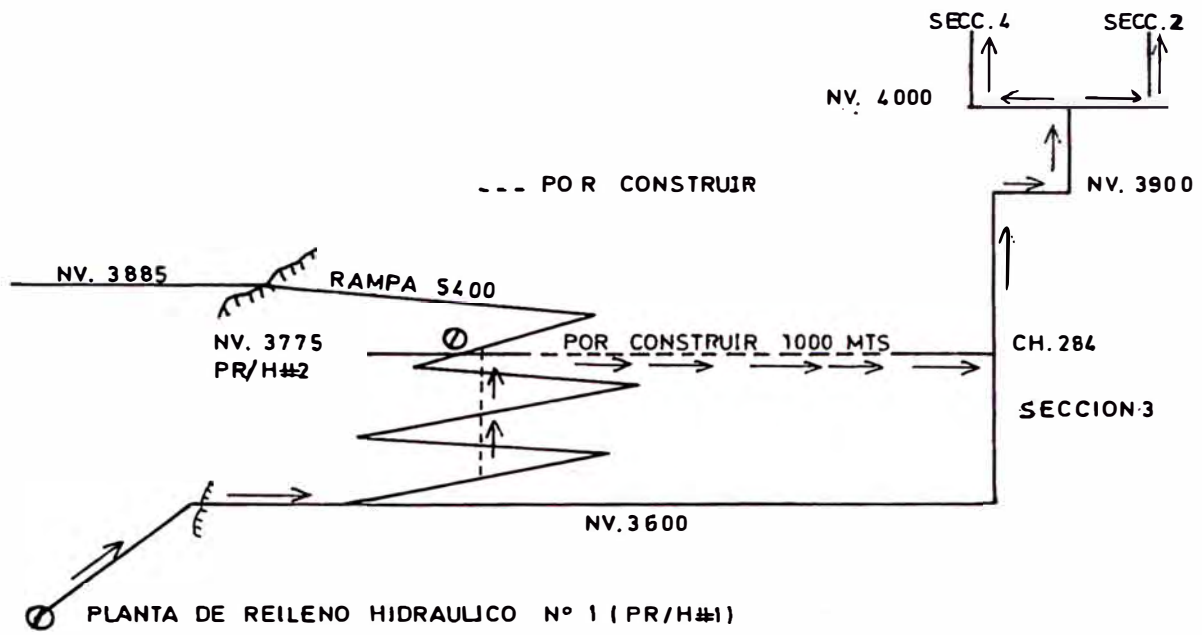 SECC. 4
SECC. 2
NV. 4000
--- POR CONSTRUIR
NV. 3900
NV. 3885
RAMPA 5400
NV. 3775
PR/H#2
POR CONSTRUIR 1000 MTS
CH. 284
SECCION 3
NV. 3600
PLANTA DE RELLENO HIDRAULICO Nº 1 (PR/H#1)